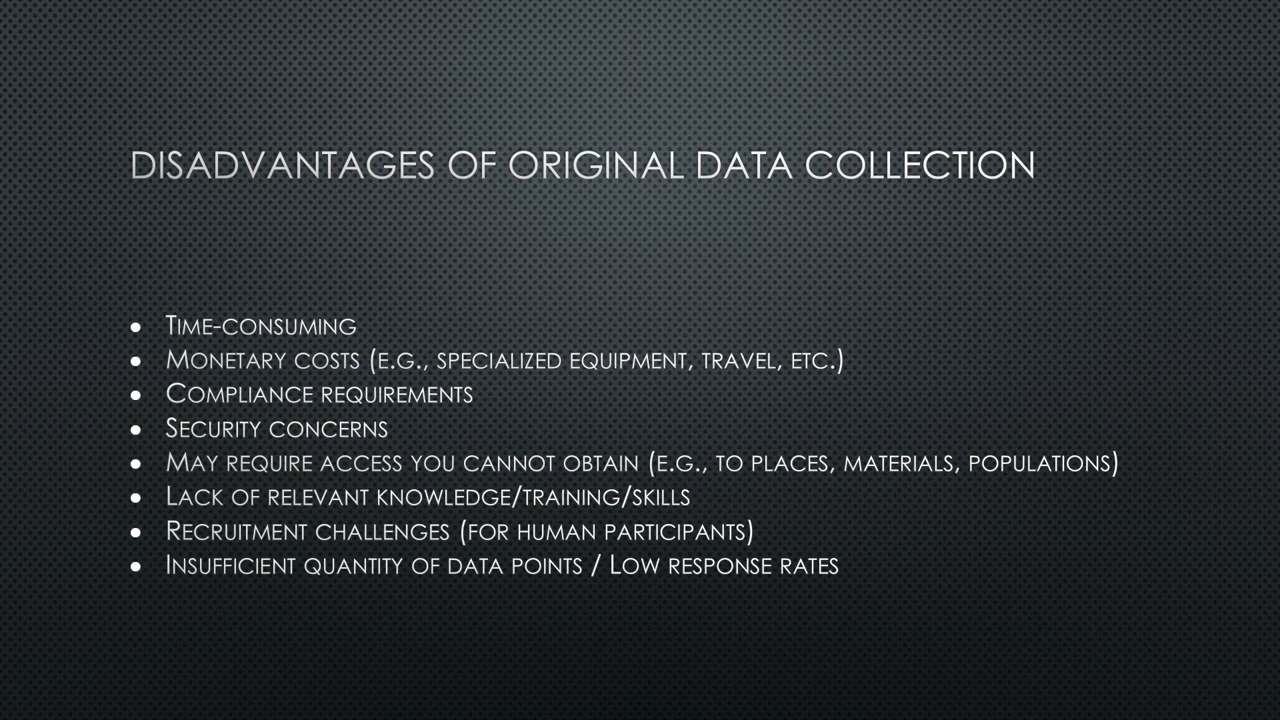 DISADVANTAGES OF ORIGINAL DATA COLLECTION
• Time-consuming
• Monetary costs (e.g., specialized equipment, travel, etc.)
• Compliance requirements
• Security concerns
• May require access you cannot obtain (e.g., to places, materials, populations)
• Lack of relevant knowledge/training/skills
• Recruitment challenges (for human participants)
• Insufficient quantity of data points / Low response rates